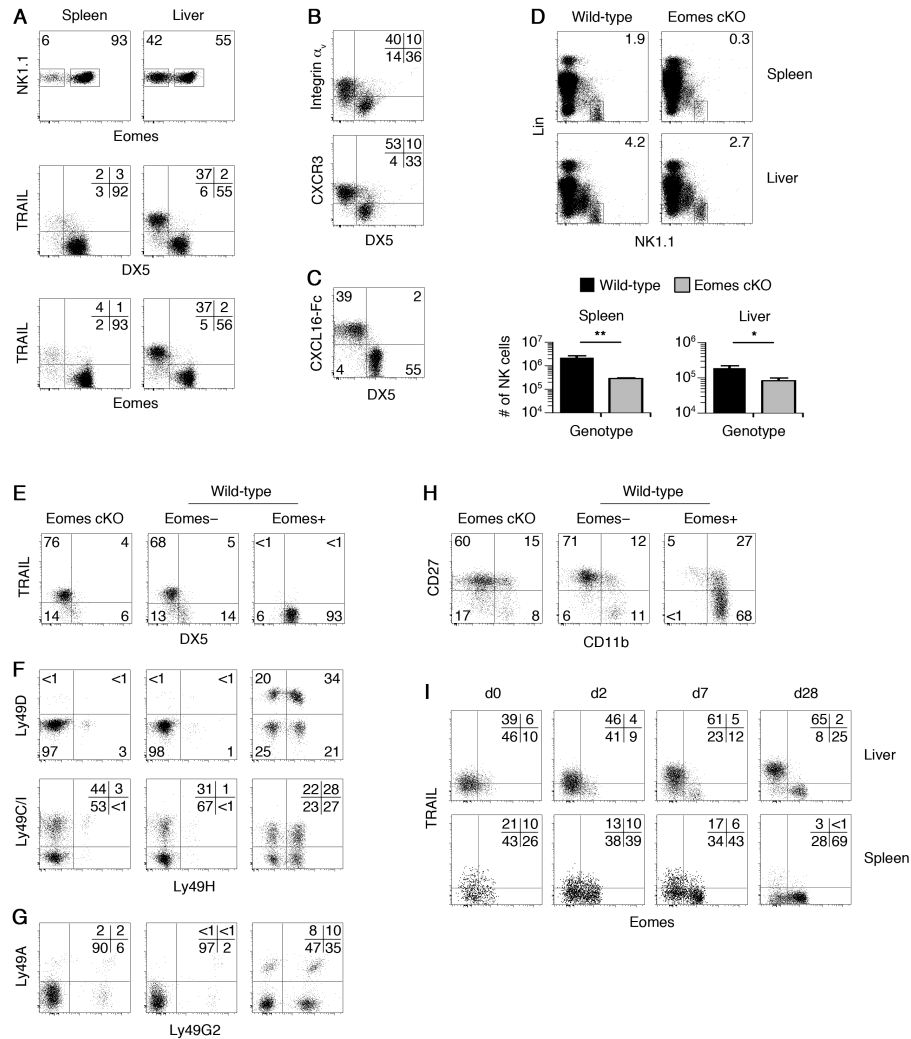 A
Spleen
Liver
6 93
42 55
NK1.1
Eomes
2 3
3 92
37 2
6 55
TRAIL
DX5
4 1
2 93
37 2
5 56
TRAIL
Eomes
B
40 10
14 36
Integrin αv
53 10
4 33
CXCR3
DX5
C
39 2
4 55
CXCL16-Fc
DX5
D
Wild-type
Eomes cKO
1.9
0.3
Spleen
Lin
4.2
2.7
Liver
NK1.1
Wild-type
Eomes cKO
Spleen
Liver
**
*
# of NK cells
10⁷
10⁶
10⁵
10⁴
10⁶
10⁵
10⁴
Genotype
Genotype
E
Wild-type
Eomes cKO
Eomes−
Eomes+
76 4
14 6
68 5
13 14
<1 <1
6 93
TRAIL
DX5
F
<1 <1
97 3
<1 <1
98 1
20 34
25 21
Ly49D
44 3
53 <1
31 1
67 <1
22 28
23 27
Ly49C/I
Ly49H
G
2 2
90 6
<1 <1
97 2
8 10
47 35
Ly49A
Ly49G2
H
Wild-type
Eomes cKO
Eomes−
Eomes+
60 15
17 8
71 12
6 11
5 27
<1 68
CD27
CD11b
I
d0
d2
d7
d28
39 6
46 10
46 4
41 9
61 5
23 12
65 2
8 25
Liver
TRAIL
21 10
43 26
13 10
38 39
17 6
34 43
3 <1
28 69
Spleen
Eomes